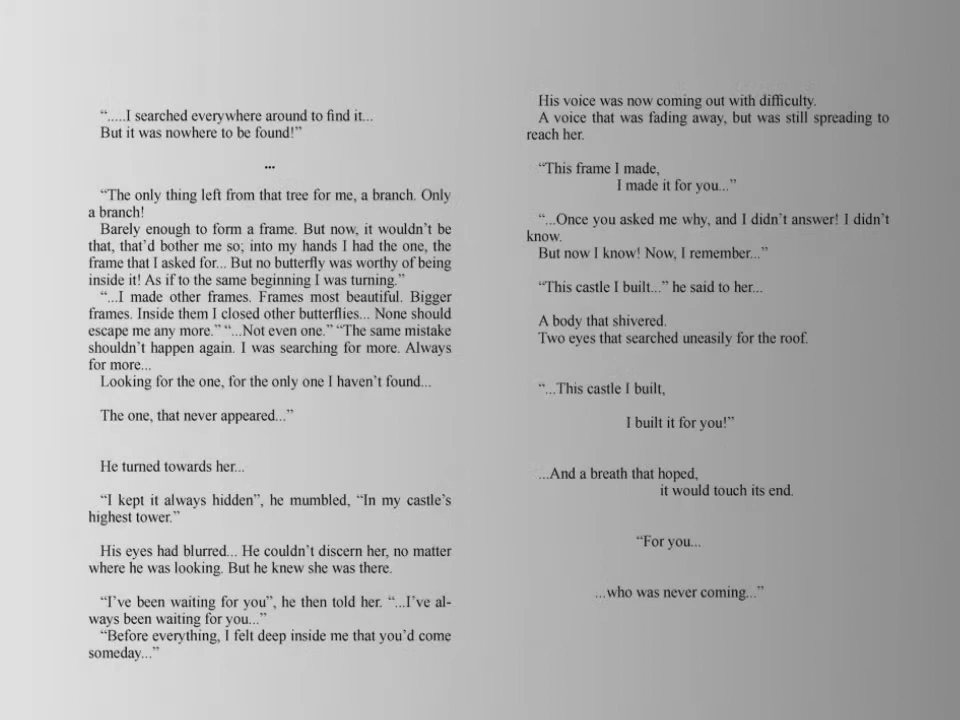 “.....I searched everywhere around to find it...
But it was nowhere to be found!”
...
“The only thing left from that tree for me, a branch. Only
a branch!
Barely enough to form a frame. But now, it wouldn’t be
that, that’d bother me so; into my hands I had the one, the
frame that I asked for... But no butterfly was worthy of being
inside it! As if to the same beginning I was turning.”
“...I made other frames. Frames most beautiful. Bigger
frames. Inside them I closed other butterflies... None should
escape me any more.” “...Not even one.” “The same mistake
shouldn’t happen again. I was searching for more. Always
for more...
Looking for the one, for the only one I haven’t found...
The one, that never appeared...”
He turned towards her...
“I kept it always hidden”, he mumbled, “In my castle’s
highest tower.”
His eyes had blurred... He couldn’t discern her, no matter
where he was looking. But he knew she was there.
“I’ve been waiting for you”, he then told her. “...I’ve al-
ways been waiting for you...”
“Before everything, I felt deep inside me that you’d come
someday...”
His voice was now coming out with difficulty.
A voice that was fading away, but was still spreading to
reach her.
“This frame I made,
I made it for you...”
“...Once you asked me why, and I didn’t answer! I didn’t
know.
But now I know! Now, I remember...”
“This castle I built...” he said to her...
A body that shivered.
Two eyes that searched uneasily for the roof.
“...This castle I built,
I built it for you!”
...And a breath that hoped,
it would touch its end.
“For you...
...who was never coming...”